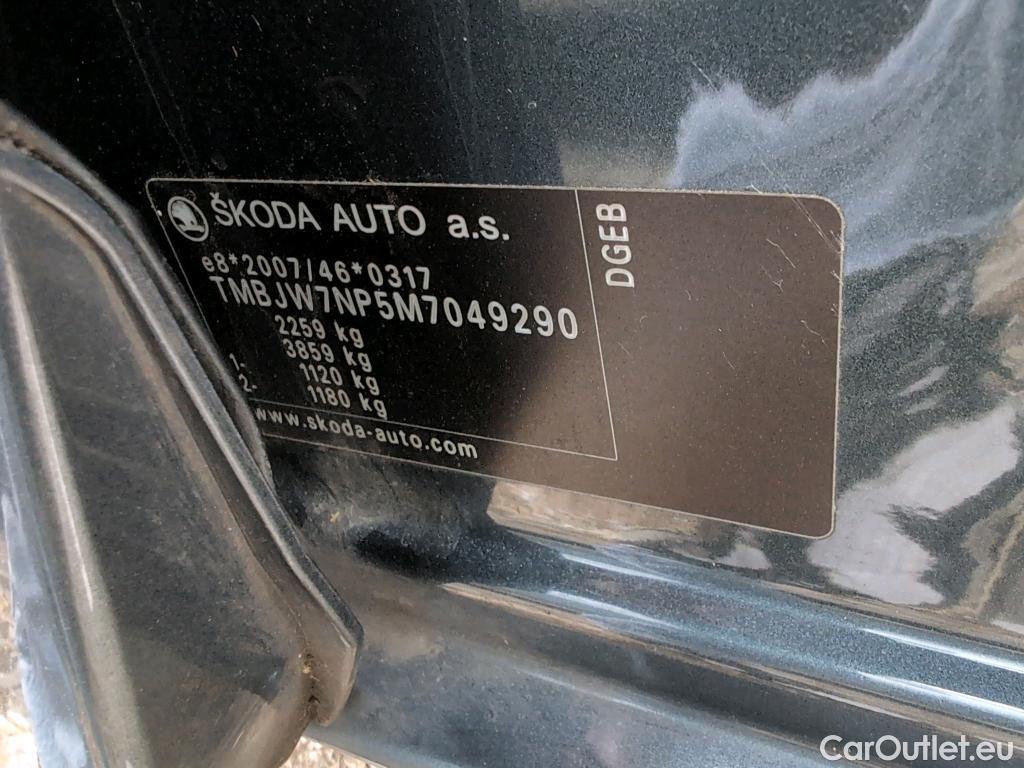 ŠKODA AUTO a.s.
e8*2007/46*0317
TMBJW7NP5M7049290
2259 kg
3859 kg
1- 1120 kg
2- 1180 kg
www.skoda-auto.com
DGEB
CarOutlet.eu